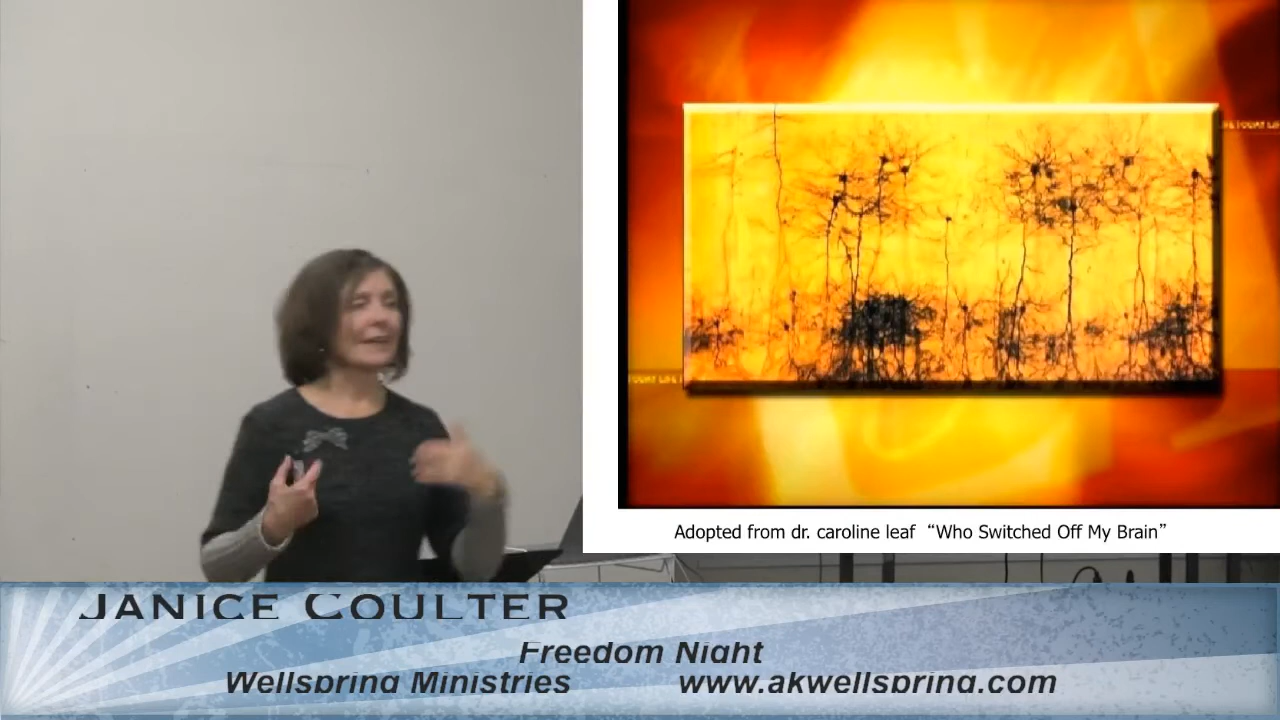 Adopted from dr. caroline leaf “Who Switched Off My Brain”
JANICE COULTER
Freedom Night
Wellspring Ministries www.akwellspring.com